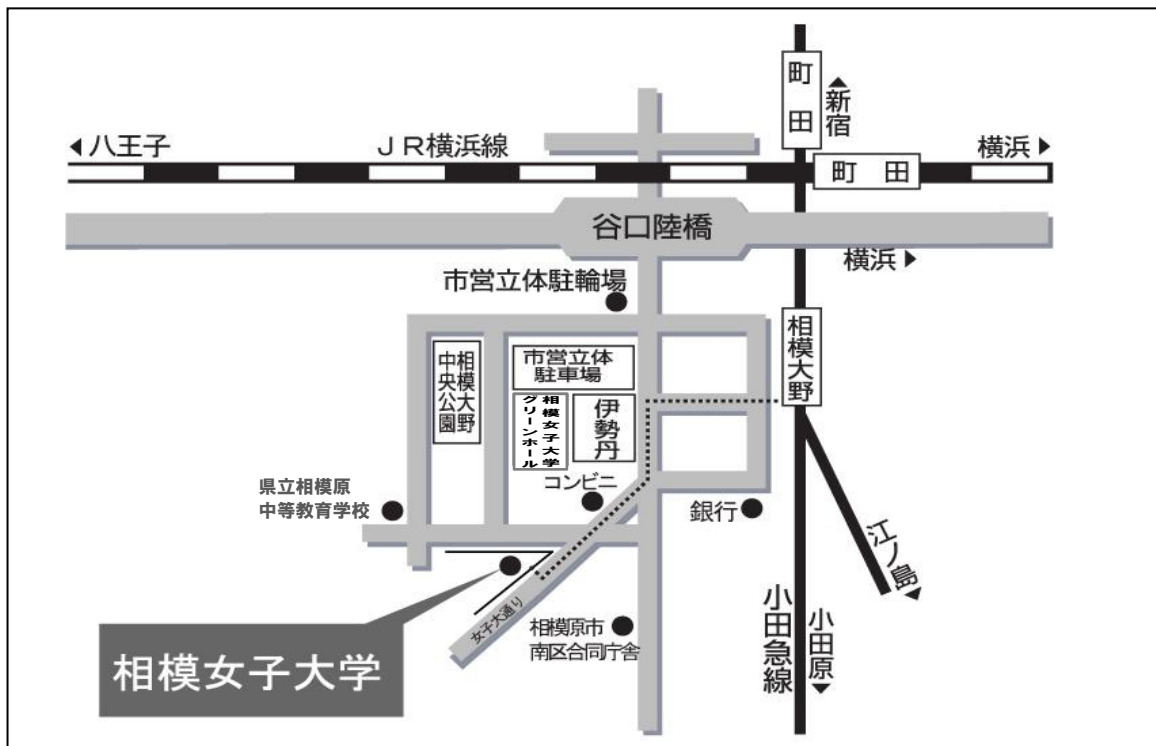 町田
▲新宿
◀八王子
JR横浜線
横浜▶
町田
谷口陸橋
横浜▶
市営立体駐輪場
相模大野
相模大野
中央公園
市営立体
駐車場
相模女子大学
グリーンホール
伊勢丹
コンビニ
県立相模原
中等教育学校
銀行
江ノ島▼
女子大通り
相模原市
南区合同庁舎
小田急線
小田原▼
相模女子大学